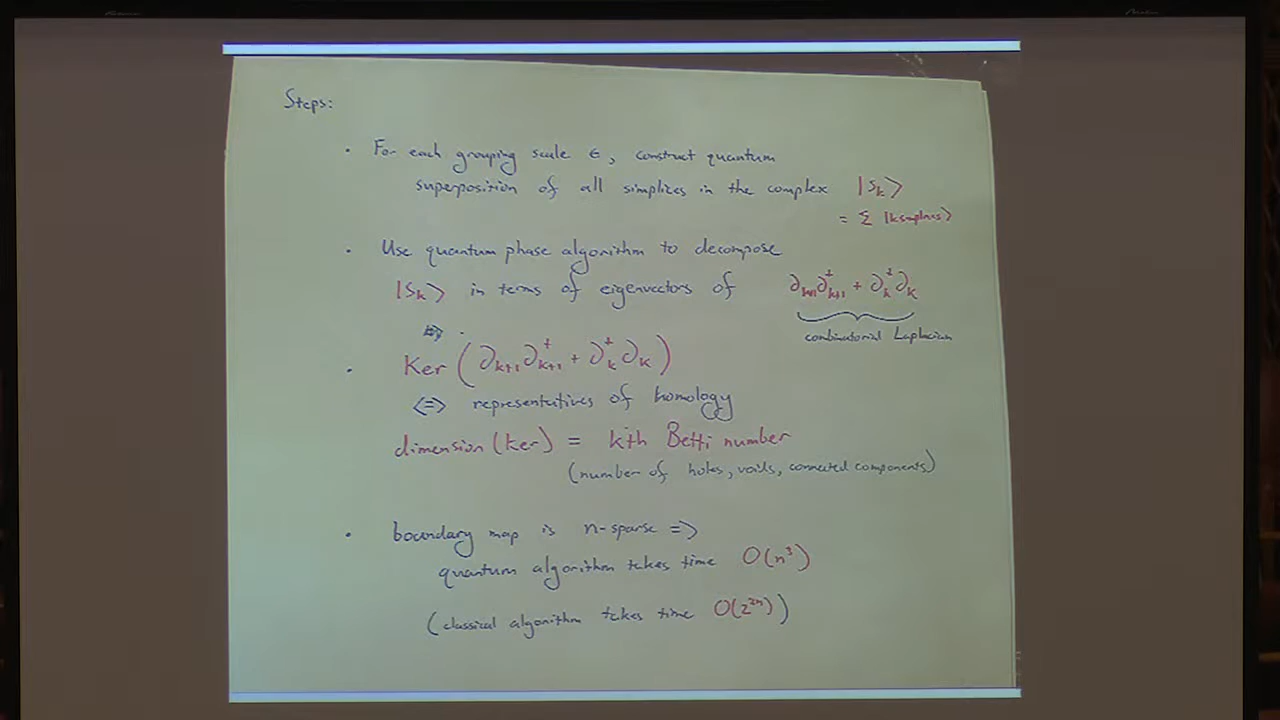 Steps:
• For each grouping scale ϵ, construct quantum
superposition of all simplices in the complex |S_k⟩
= Σ |k simplices⟩
• Use quantum phase algorithm to decompose
|S_k⟩ in terms of eigenvectors of ∂_{k+1}∂†_{k+1} + ∂†_k ∂_k
combinatorial Laplacian
⇔
• Ker (∂_{k+1}∂†_{k+1} + ∂†_k ∂_k)
⇔ representatives of homology
dimension (ker) = kth Betti number
(number of holes, voids, connected components)
• boundary map is n-sparse =>
quantum algorithm takes time O(n³)
(classical algorithm takes time O(2²ⁿ))